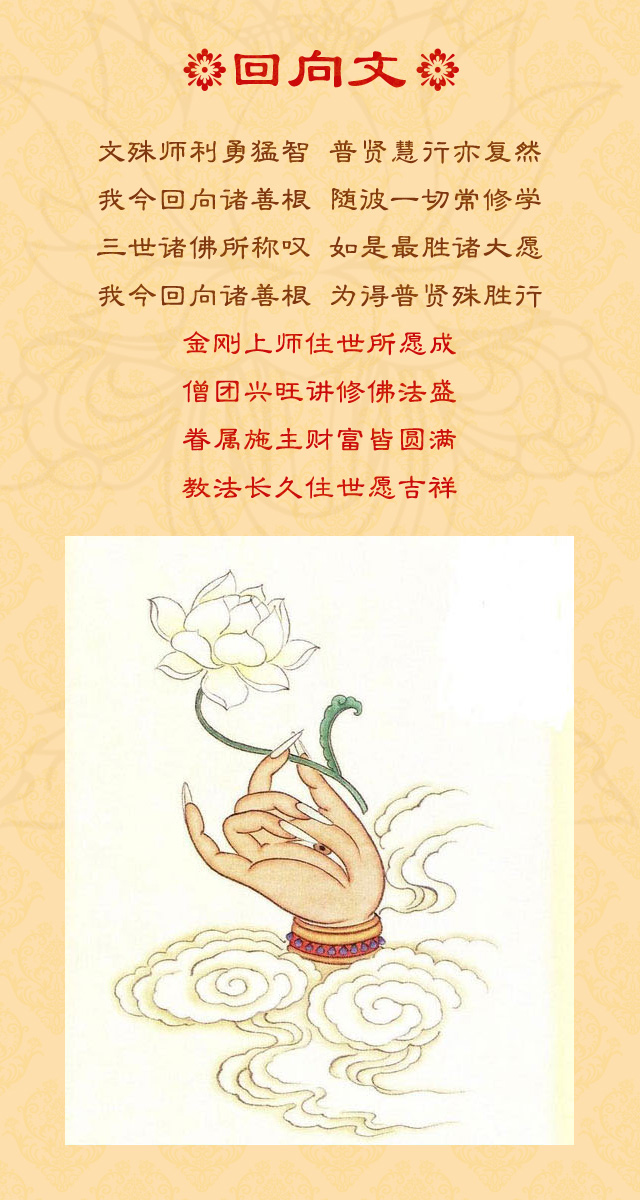 回向文
文殊师利勇猛智 普贤慧行亦复然
我今回向诸善根 随彼一切常修学
三世诸佛所称叹 如是最胜诸大愿
我今回向诸善根 为得普贤殊胜行
金刚上师住世所愿成
僧团兴旺讲修佛法盛
眷属施主财富皆圆满
教法长久住世愿吉祥